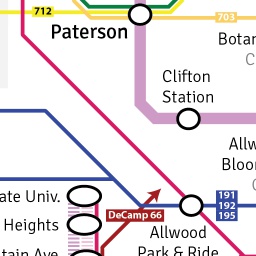 712
Paterson
703
Botan
C
Clifton
Station
Allw
Bloo
C
ate Univ.
191
192
195
DeCamp 66
Heights
Allwood
Park & Ride
tain Ave